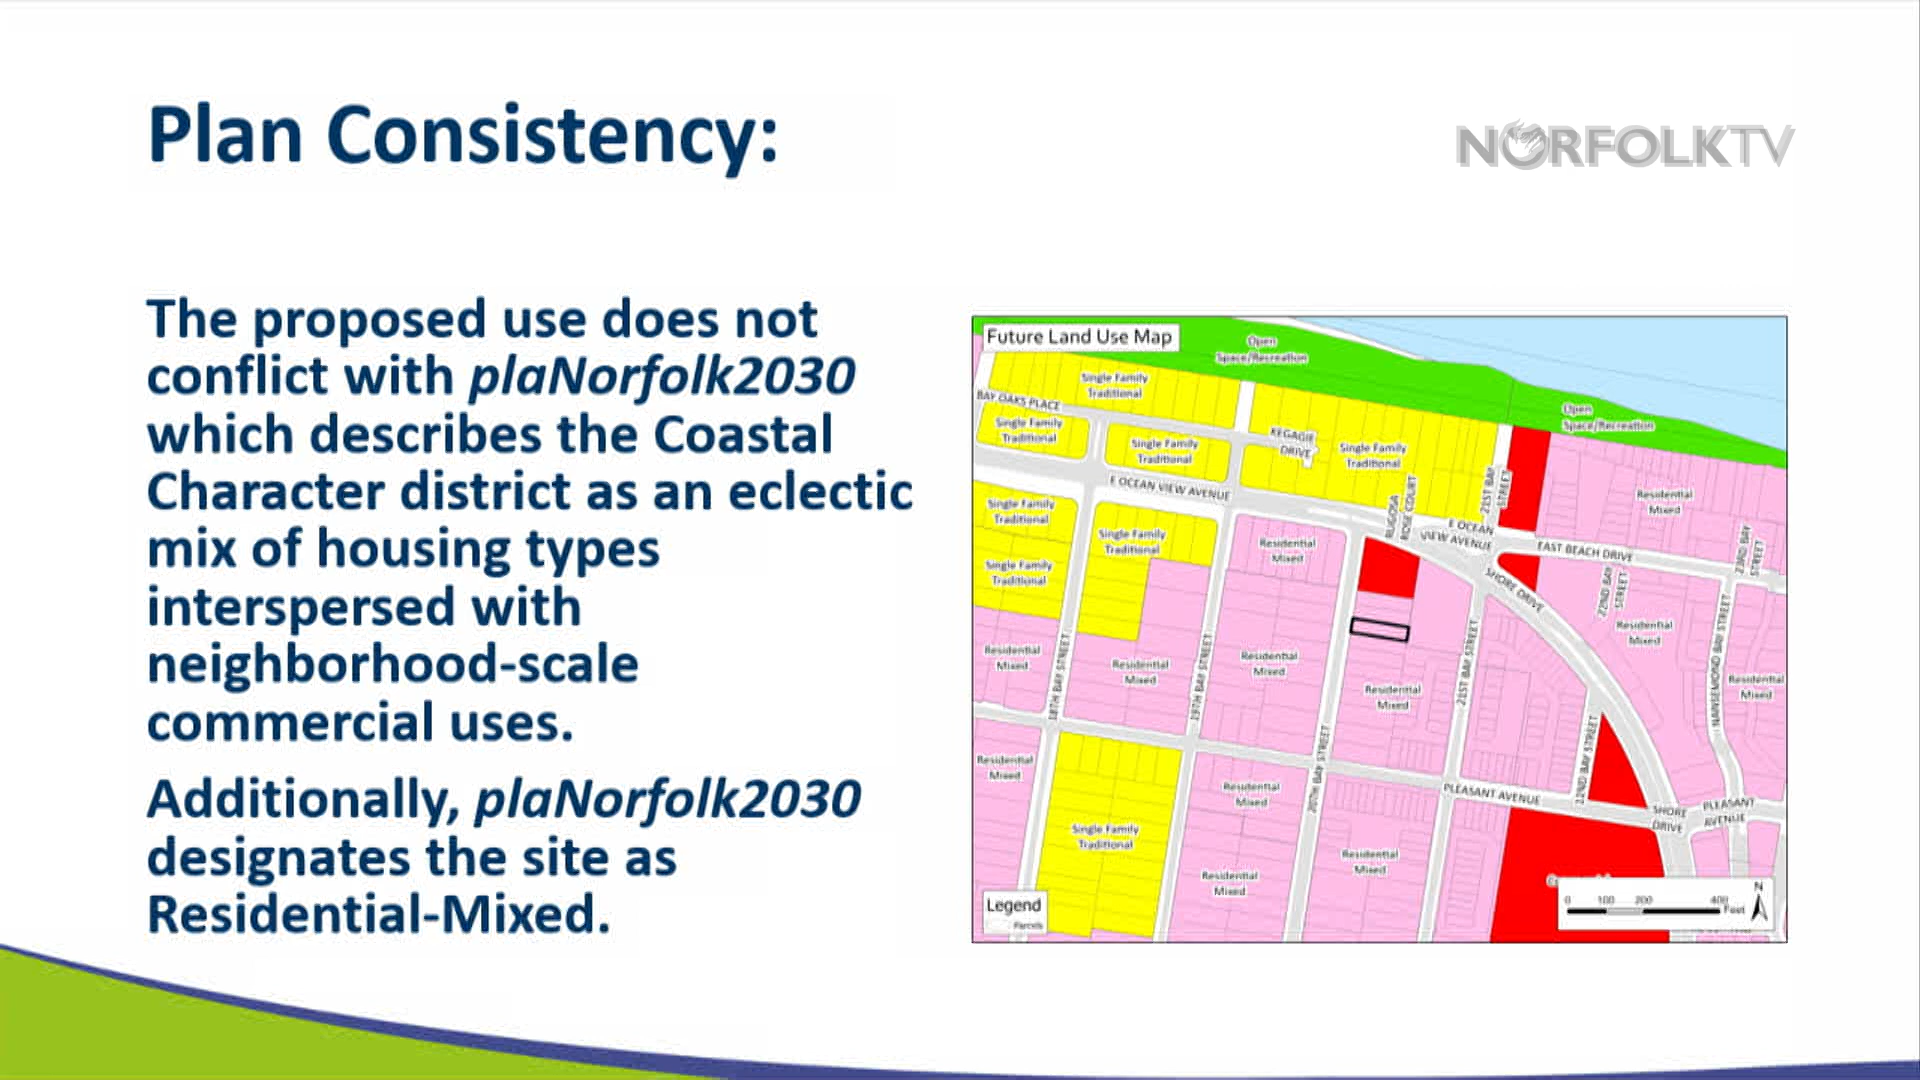 Plan Consistency:
NORFOLKTV
The proposed use does not
conflict with plaNorfolk2030
which describes the Coastal
Character district as an eclectic
mix of housing types
interspersed with
neighborhood-scale
commercial uses.
Additionally, plaNorfolk2030
designates the site as
Residential-Mixed.
Future Land Use Map
Open
Space/Recreation
Single Family
Traditional
BAY OAKS PLACE
Single Family
Traditional
Single Family
Traditional
KEGAGIE
DRIVE
Single Family
Traditional
Open
Space/Recreation
E OCEAN VIEW AVENUE
21ST BAY
STREET
RUGOSA
ROSE COURT
Residential
Mixed
Single Family
Traditional
Single Family
Traditional
Residential
Mixed
E OCEAN
VIEW AVENUE
EAST BEACH DRIVE
23RD BAY
STREET
Single Family
Traditional
SHORE DRIVE
22ND BAY
STREET
Residential
Mixed
Residential
Mixed
Residential
Mixed
Residential
Mixed
Residential
Mixed
Residential
Mixed
18TH BAY STREET
19TH BAY STREET
20TH BAY STREET
21ST BAY STREET
22ND BAY STREET
NANSEMOND BAY STREET
Residential
Mixed
Residential
Mixed
PLEASANT AVENUE
SHORE
DRIVE
PLEASANT
AVENUE
Single Family
Traditional
Residential
Mixed
Residential
Mixed
Legend
Parcels
0 100 200 400
Feet
N